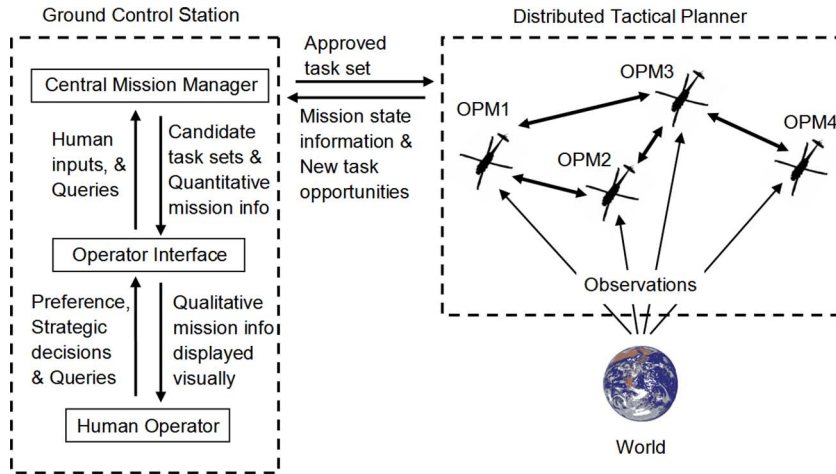 Ground Control Station
Central Mission Manager
Human
inputs, &
Queries
Candidate
task sets &
Quantitative
mission info
Operator Interface
Preference,
Strategic
decisions
& Queries
Qualitative
mission info
displayed
visually
Human Operator
Approved
task set
Mission state
information &
New task
opportunities
Distributed Tactical Planner
OPM1
OPM3
OPM2
OPM4
Observations
World